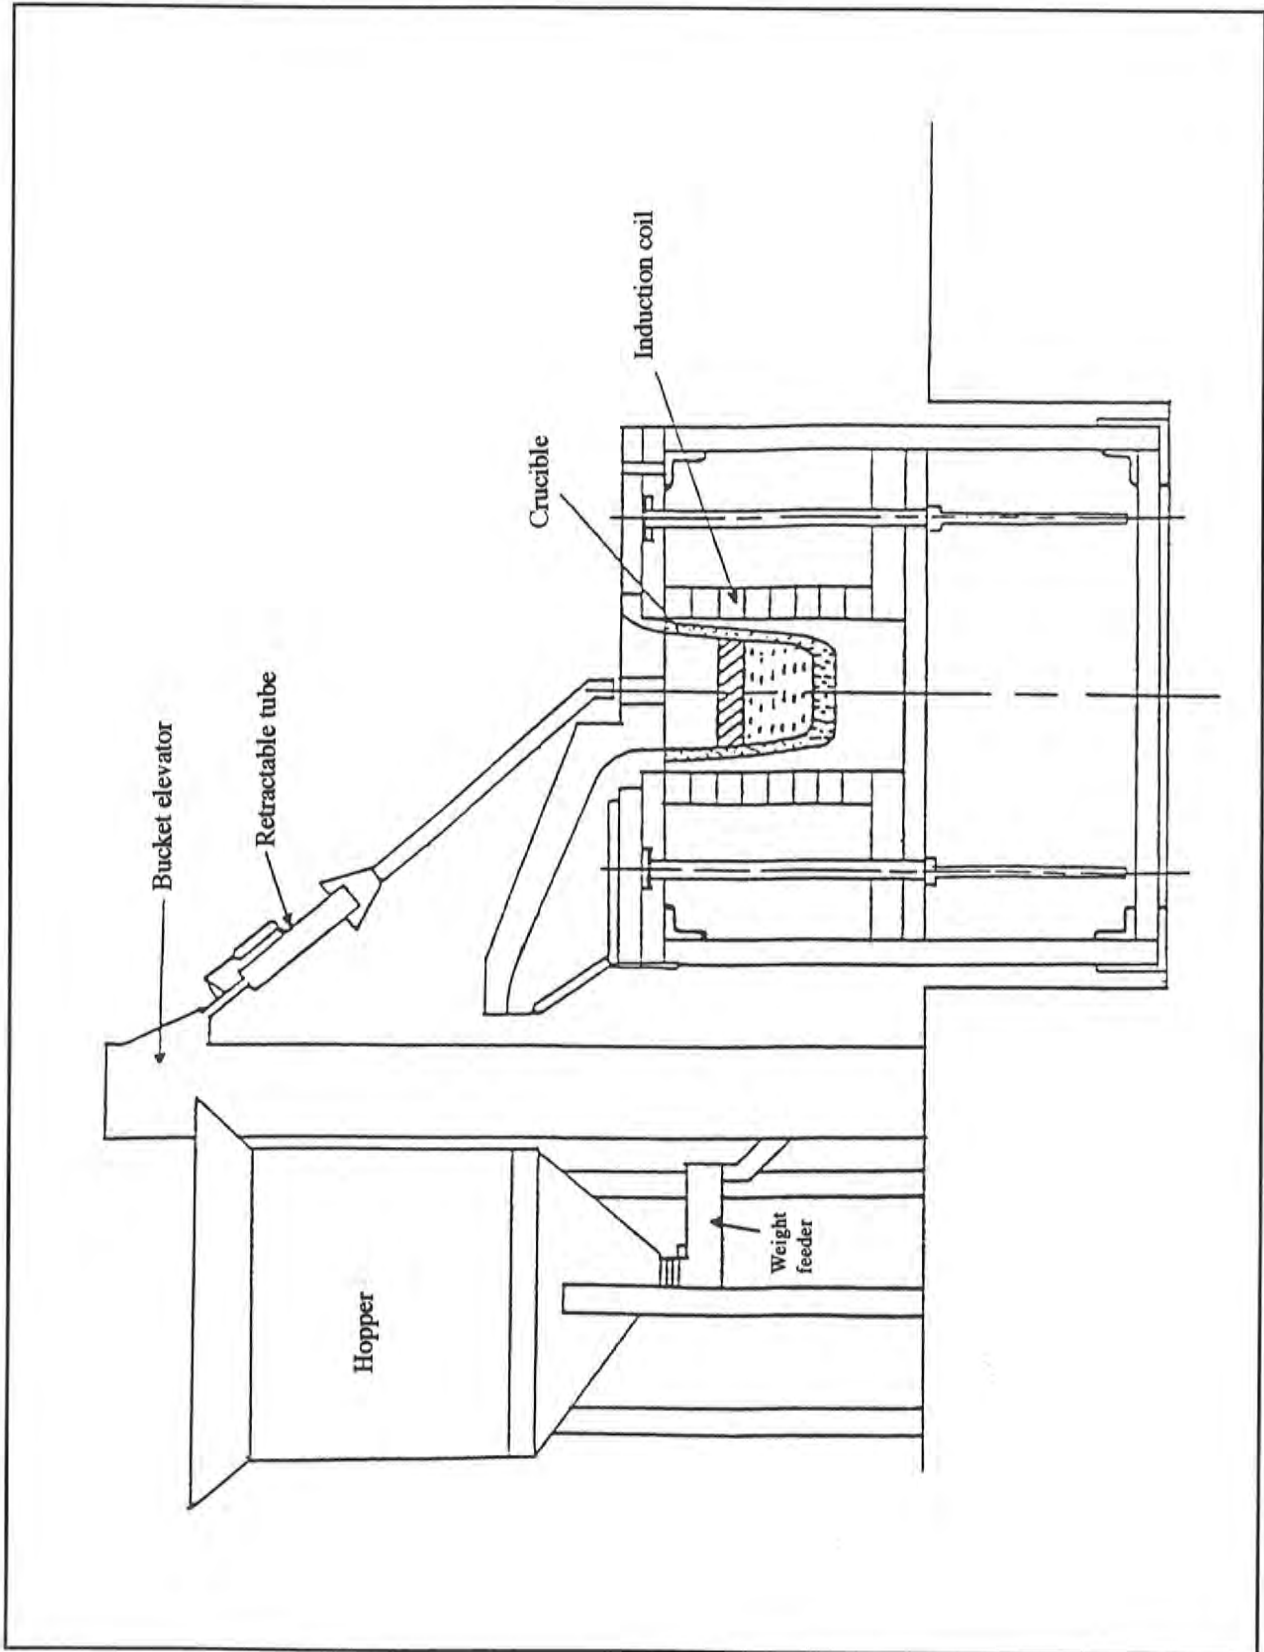 Bucket elevator
Retractable tube
Crucible
Induction coil
Hopper
Weight
feeder